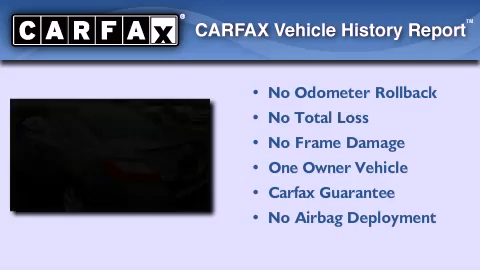 CARFAX® CARFAX Vehicle History Report™
• No Odometer Rollback
• No Total Loss
• No Frame Damage
• One Owner Vehicle
• Carfax Guarantee
• No Airbag Deployment